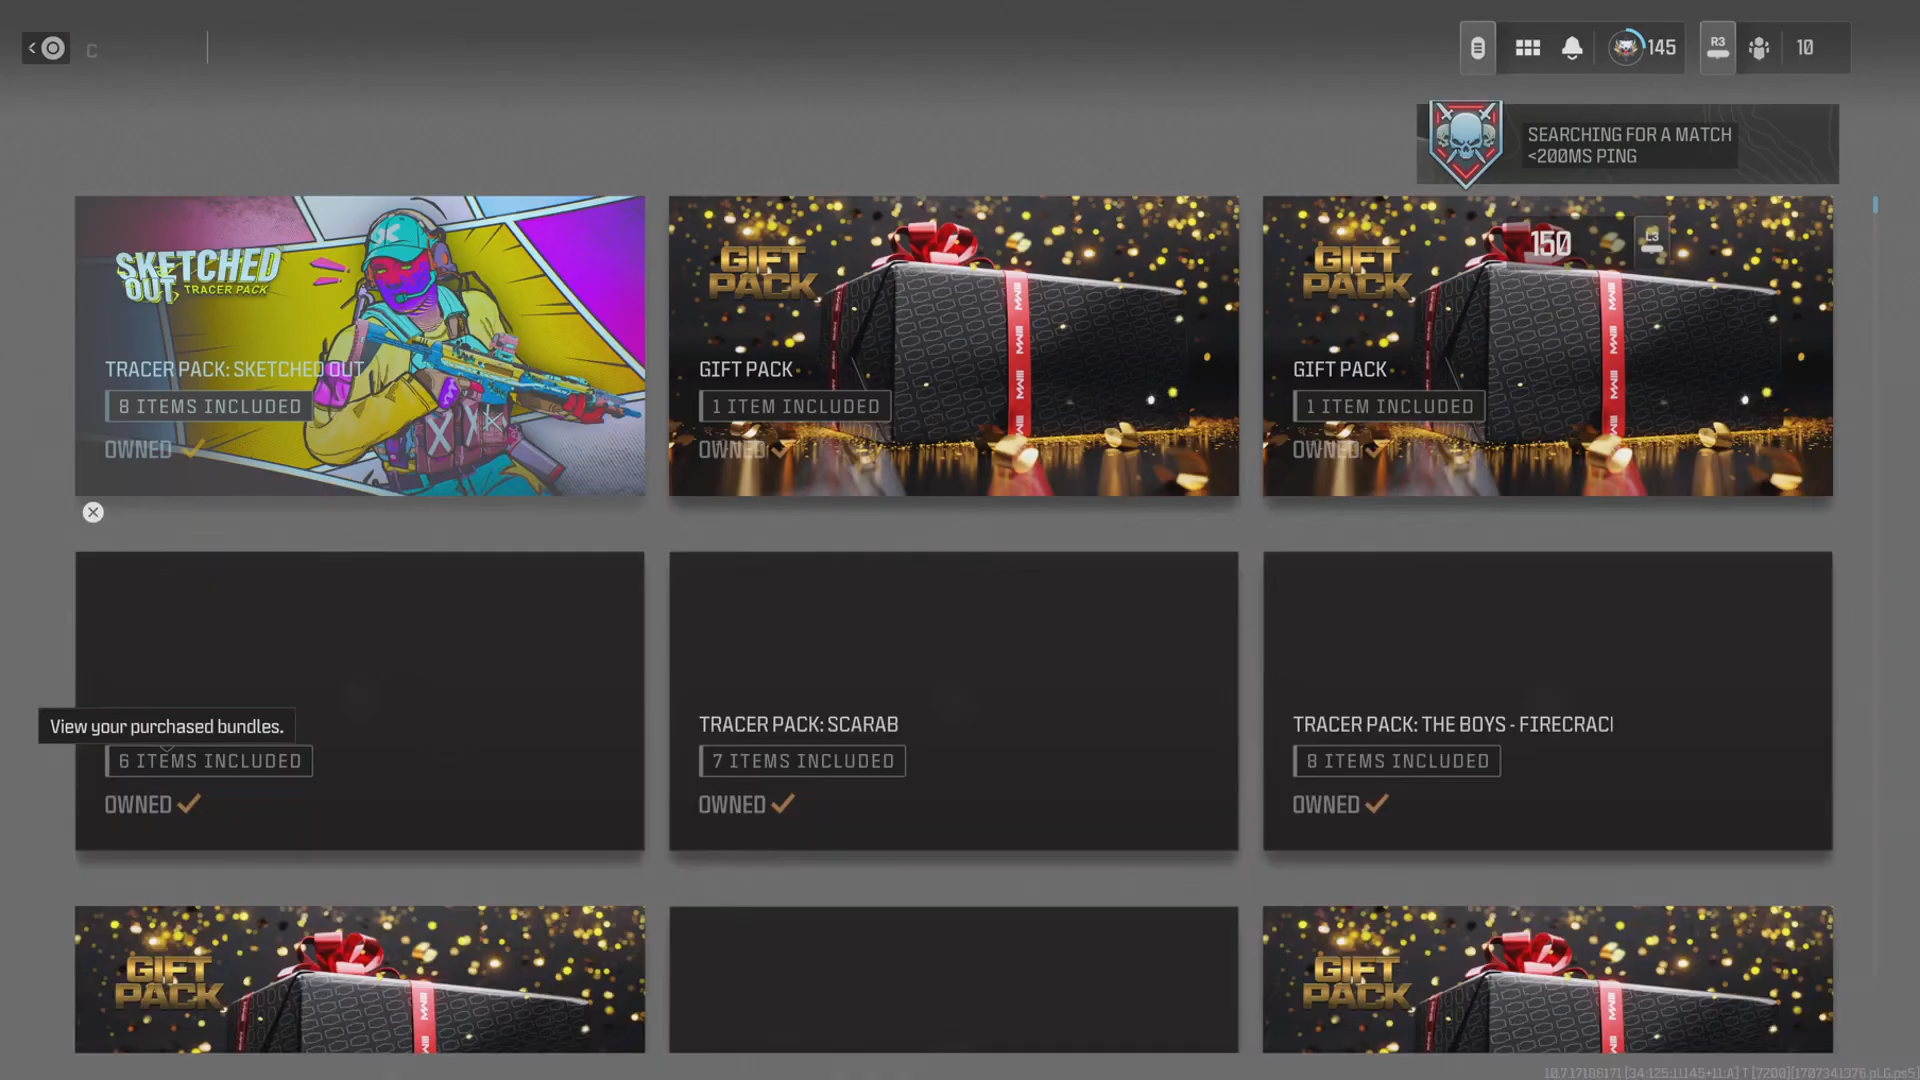 C
145
R3
10
SEARCHING FOR A MATCH
<200MS PING
SKETCHED
OUT TRACER PACK
TRACER PACK: SKETCHED OUT
8 ITEMS INCLUDED
OWNED
GIFT
PACK
GIFT PACK
1 ITEM INCLUDED
OWNED
GIFT
PACK
150
L3
GIFT PACK
1 ITEM INCLUDED
OWNED
View your purchased bundles.
6 ITEMS INCLUDED
OWNED
TRACER PACK: SCARAB
7 ITEMS INCLUDED
OWNED
TRACER PACK: THE BOYS - FIRECRAC
8 ITEMS INCLUDED
OWNED
GIFT
PACK
GIFT
PACK